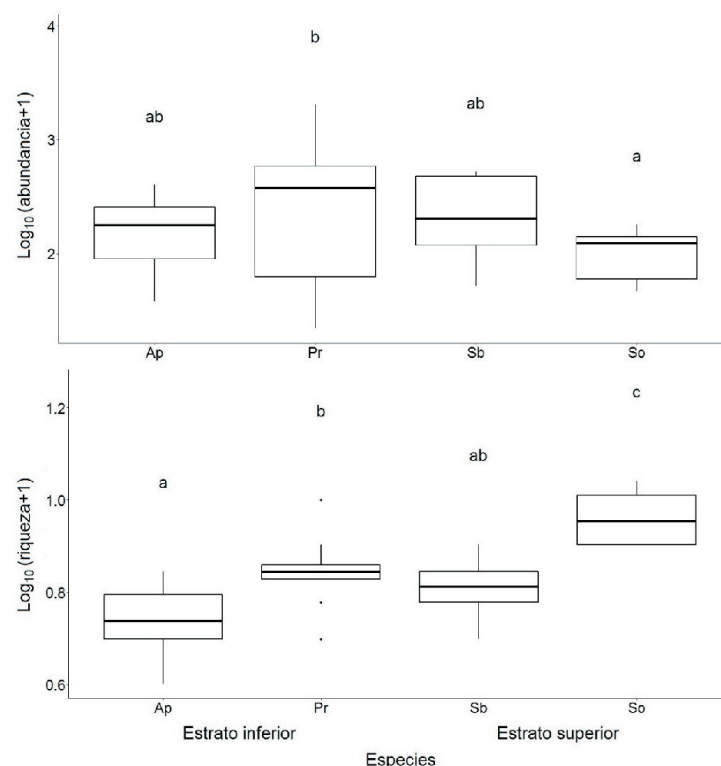 4
b
ab
ab
3
a
Log₁₀ (abundancia+1)
2
Ap Pr Sb So
1.2
c
b
ab
a
1.0
Log₁₀ (riqueza+1)
0.8
0.6
Ap Pr Sb So
Estrato inferior Estrato superior
Especies